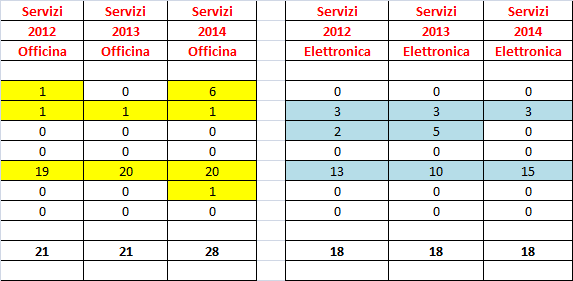 Servizi Servizi Servizi Servizi Servizi Servizi
2012 2013 2014 2012 2013 2014
Officina Officina Officina Elettronica Elettronica Elettronica
1 0 6 0 0 0
1 1 1 3 3 3
0 0 0 2 5 0
0 0 0 0 0 0
19 20 20 13 10 15
0 0 1 0 0 0
0 0 0 0 0 0
21 21 28 18 18 18